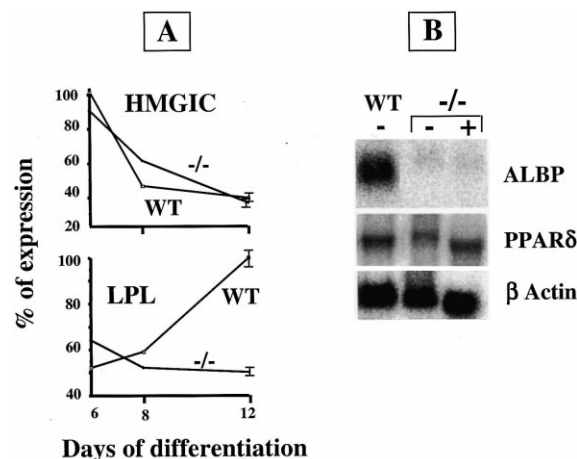 A
% of expression
100
80
60
40
20
HMGIC
-/-
WT
100
80
60
40
LPL
WT
-/-
6 8 12
Days of differentiation
B
WT -/-
- - +
ALBP
PPARδ
β Actin